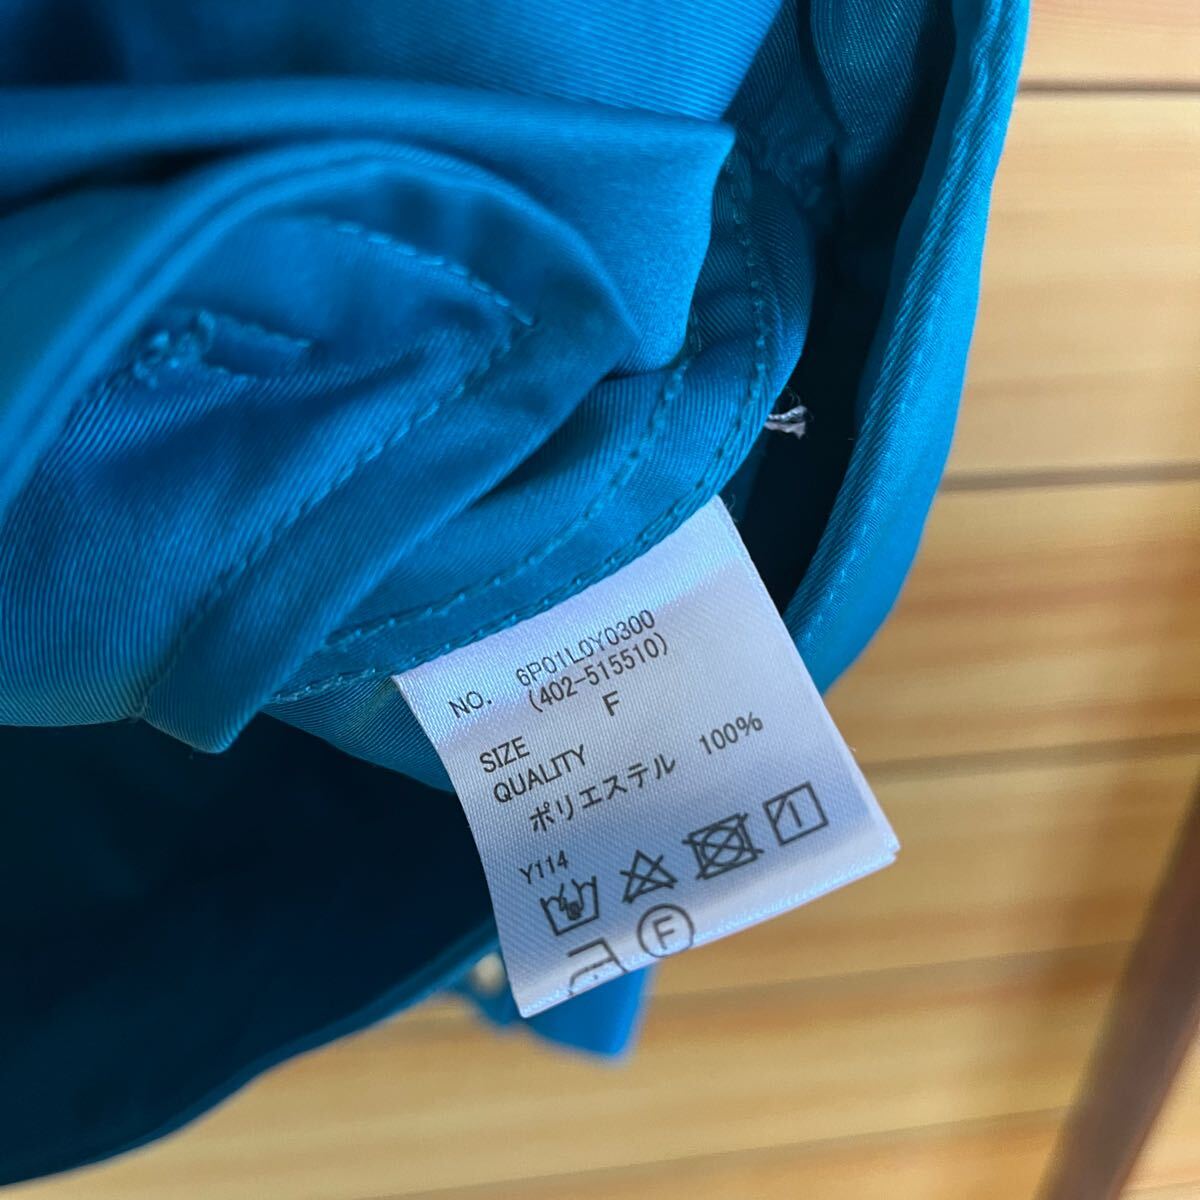 NO. 6P01L0Y0300
(402-515510)
SIZE F
QUALITY
ポリエステル 100%
Y114
F